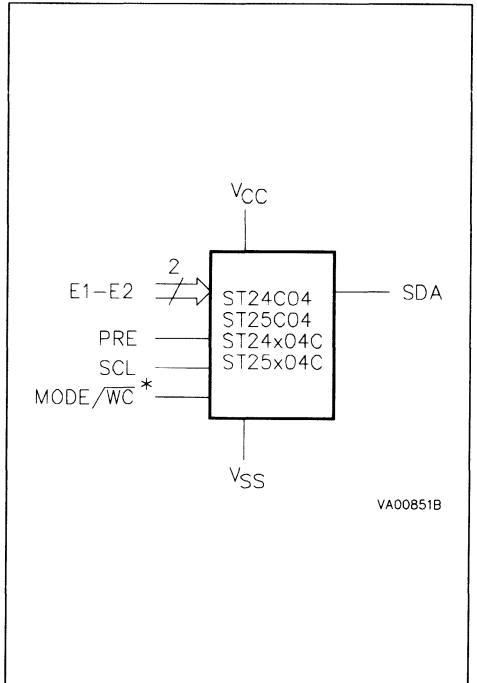 VCC
2
E1-E2
SDA
ST24C04
ST25C04
ST24x04C
ST25x04C
PRE
SCL
MODE/WC *
VSS
VA00851B